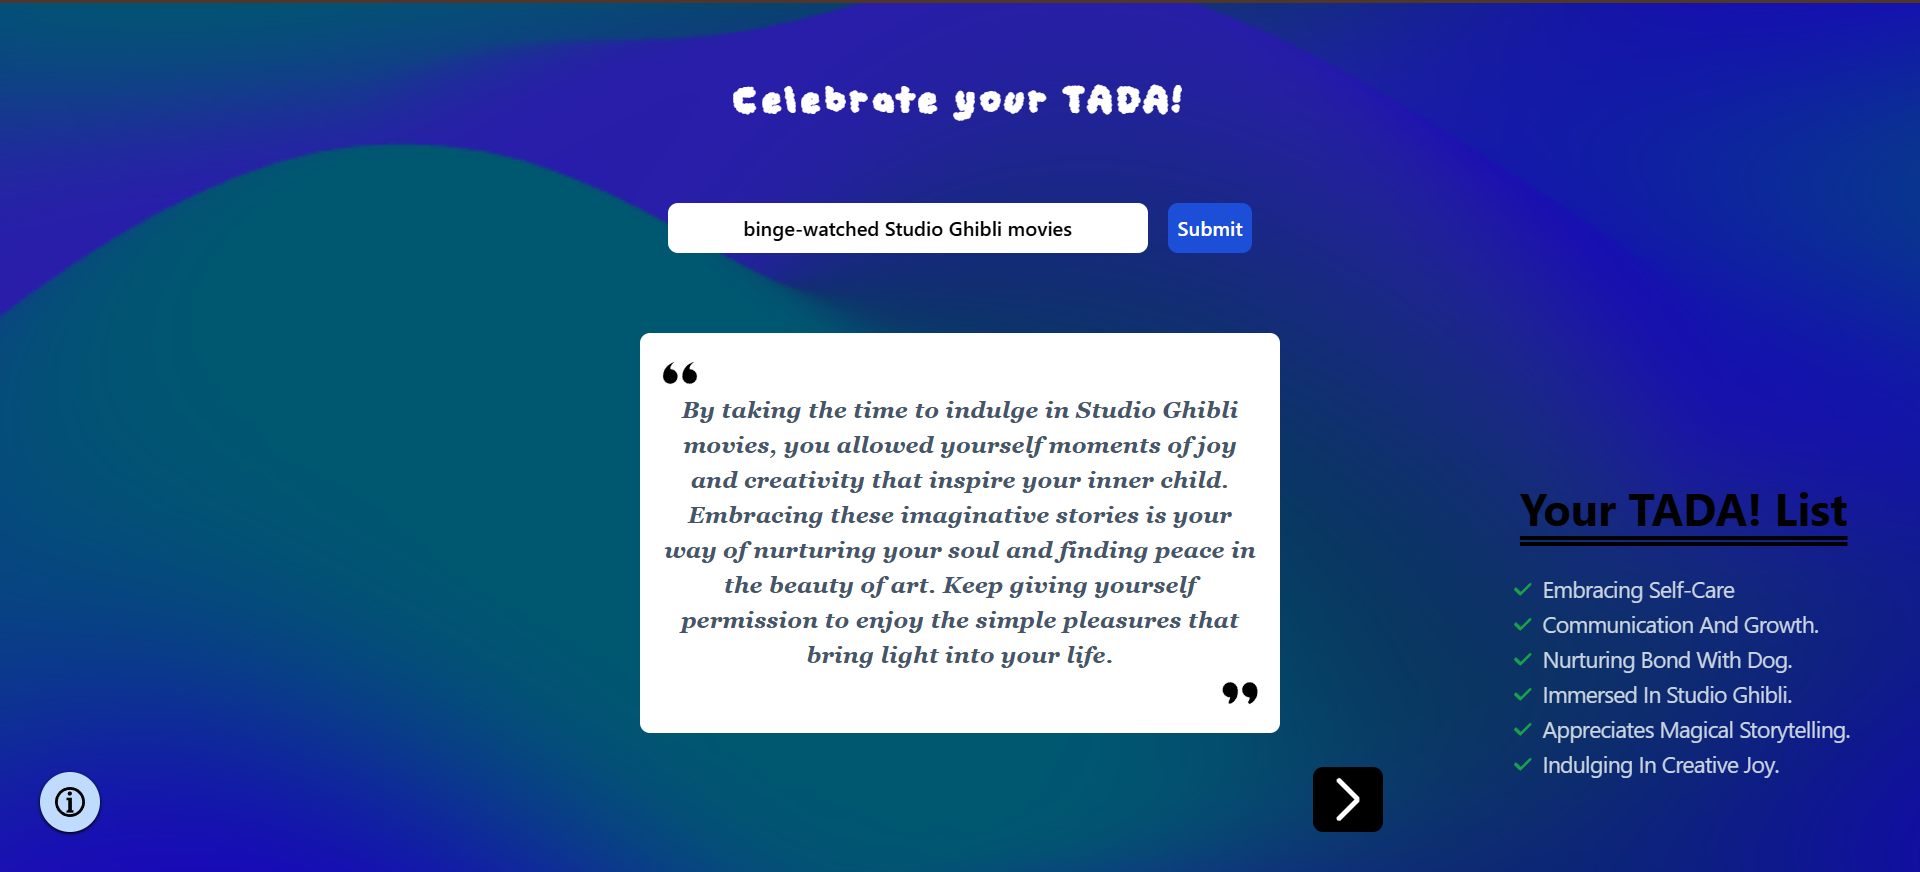 Celebrate your TADA!
binge-watched Studio Ghibli movies
Submit
“
By taking the time to indulge in Studio Ghibli
movies, you allowed yourself moments of joy
and creativity that inspire your inner child.
Embracing these imaginative stories is your
way of nurturing your soul and finding peace in
the beauty of art. Keep giving yourself
permission to enjoy the simple pleasures that
bring light into your life.
”
Your TADA! List
Embracing Self-Care
Communication And Growth.
Nurturing Bond With Dog.
Immersed In Studio Ghibli.
Appreciates Magical Storytelling.
Indulging In Creative Joy.